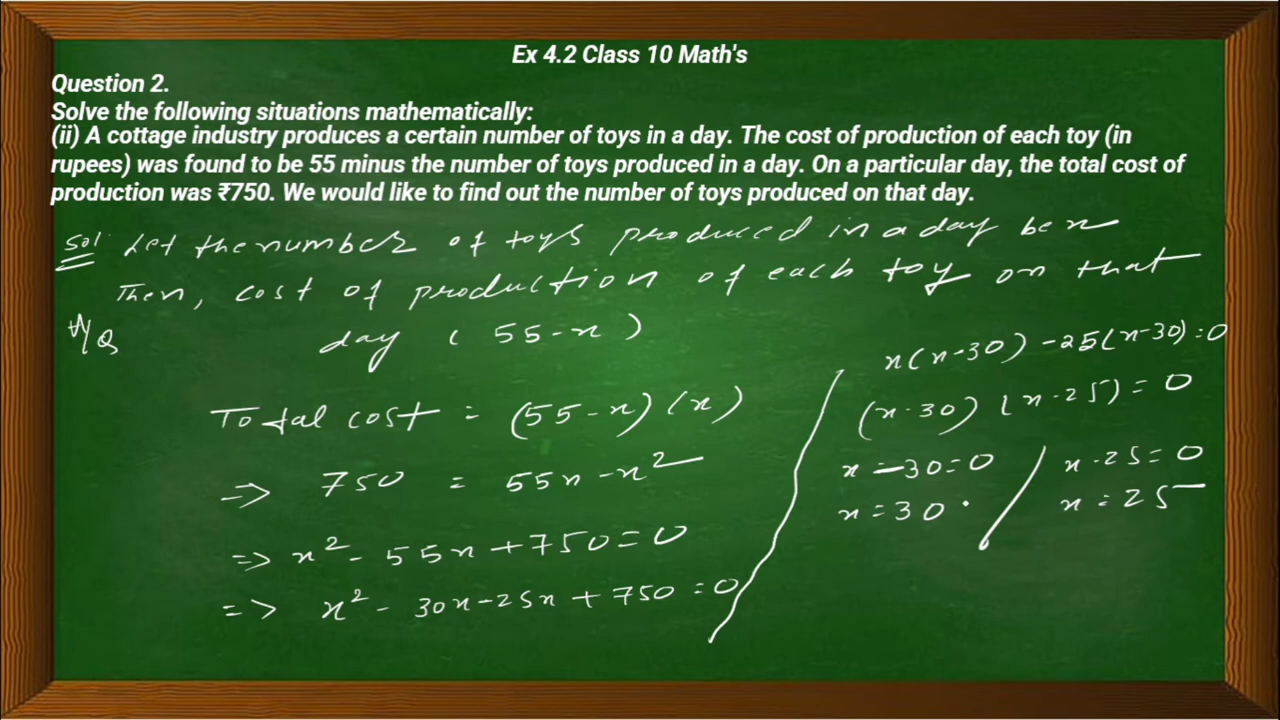 Ex 4.2 Class 10 Math's
Question 2.
Solve the following situations mathematically:
(ii) A cottage industry produces a certain number of toys in a day. The cost of production of each toy (in
rupees) was found to be 55 minus the number of toys produced in a day. On a particular day, the total cost of
production was ₹750. We would like to find out the number of toys produced on that day.
Sol. Let the number of toys produced in a day be x
Then, cost of production of each toy on that
day (55-x)
A/Q
Total cost = (55-x)(x)
=> 750 = 55x-x²
=> x²-55x+750=0
=> x²-30x-25x+750=0
x(x-30)-25(x-30)=0
(x-30)(x-25)=0
x-30=0 / x-25=0
x=30. x=25